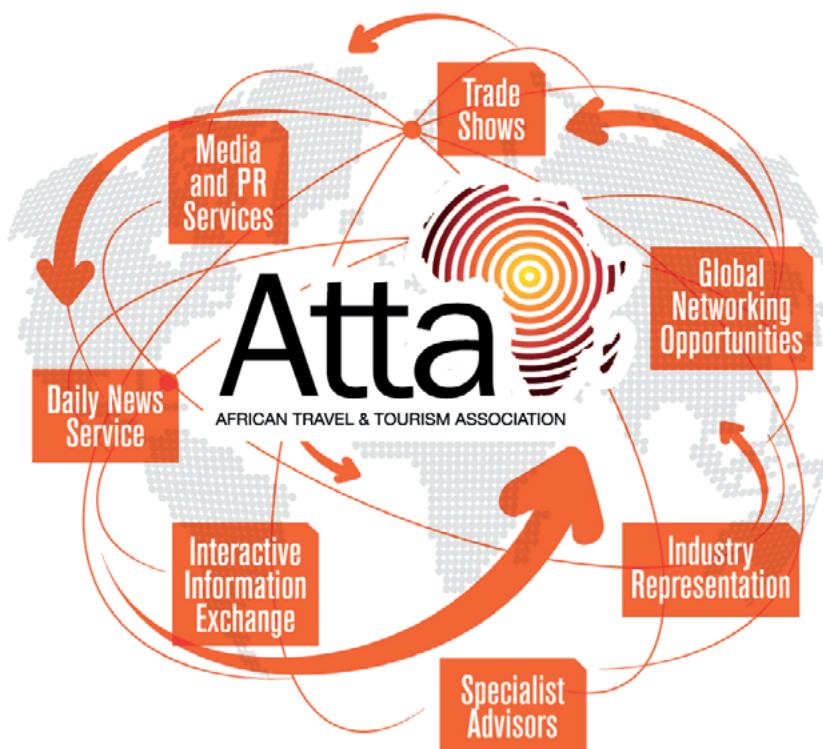 Trade
Shows
Media
and PR
Services
Global
Networking
Opportunities
Atta
AFRICAN TRAVEL & TOURISM ASSOCIATION
Daily News
Service
Interactive
Information
Exchange
Industry
Representation
Specialist
Advisors